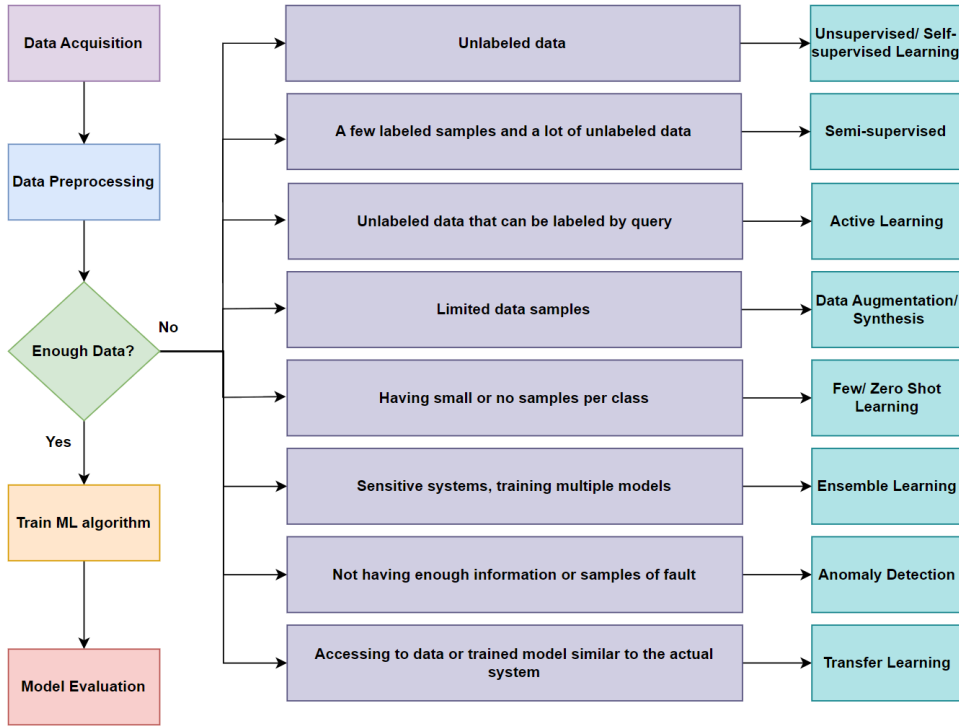 Data Acquisition
Data Preprocessing
Enough Data?
No
Yes
Train ML algorithm
Model Evaluation
Unlabeled data
Unsupervised/ Self-
supervised Learning
A few labeled samples and a lot of unlabeled data
Semi-supervised
Unlabeled data that can be labeled by query
Active Learning
Limited data samples
Data Augmentation/
Synthesis
Having small or no samples per class
Few/ Zero Shot
Learning
Sensitive systems, training multiple models
Ensemble Learning
Not having enough information or samples of fault
Anomaly Detection
Accessing to data or trained model similar to the actual
system
Transfer Learning